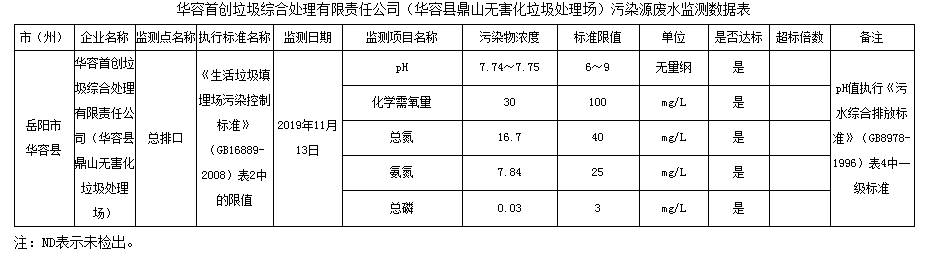 华容首创垃圾综合处理有限责任公司（华容县鼎山无害化垃圾处理场）污染源废水监测数据表
市（州） 企业名称 监测点名称 执行标准名称 监测日期 监测项目名称 污染物浓度 标准限值 单位 是否达标 超标倍数 备注
岳阳市
华容县
华容首创垃
圾综合处理
有限责任公
司（华容县
鼎山无害化
垃圾处理
场）
总排口
《生活垃圾填
埋场污染控制
标准》
（GB16889-
2008）表2中
的限值
2019年11月
13日
pH 7.74～7.75 6～9 无量纲 是
化学需氧量 30 100 mg/L 是
总氮 16.7 40 mg/L 是
氨氮 7.84 25 mg/L 是
总磷 0.03 3 mg/L 是
pH值执行《污
水综合排放标
准》（GB8978-
1996）表4中一
级标准
注：ND表示未检出。